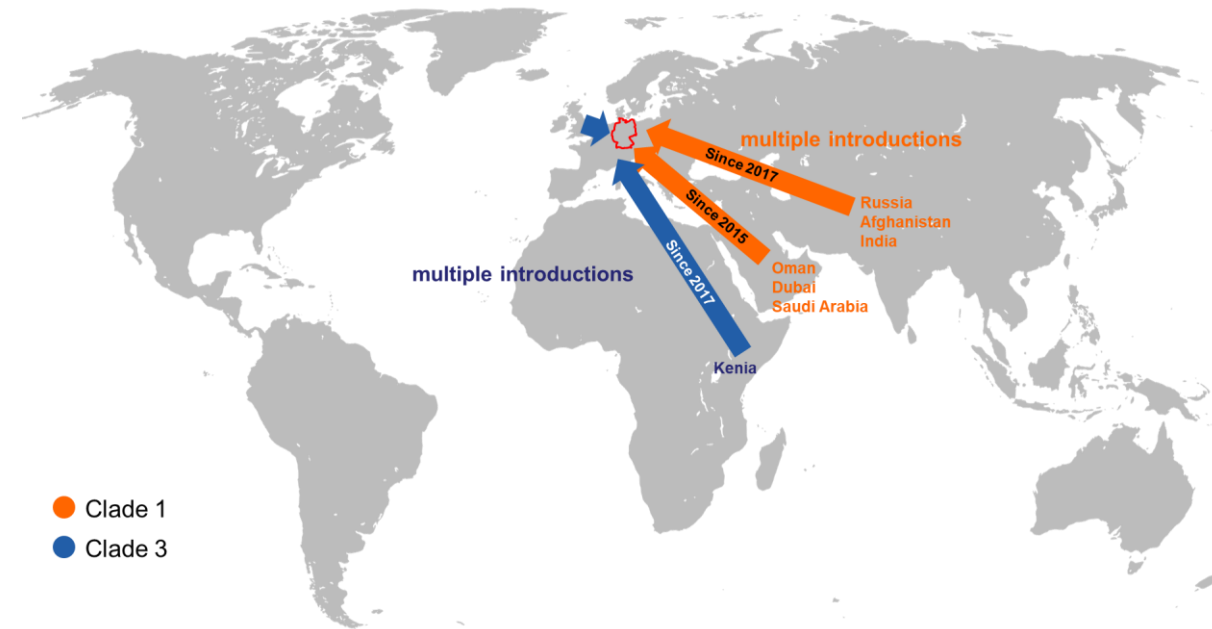 multiple introductions
Since 2017
Russia
Afghanistan
India
Since 2015
Oman
Dubai
Saudi Arabia
multiple introductions
Since 2017
Kenia
Clade 1
Clade 3